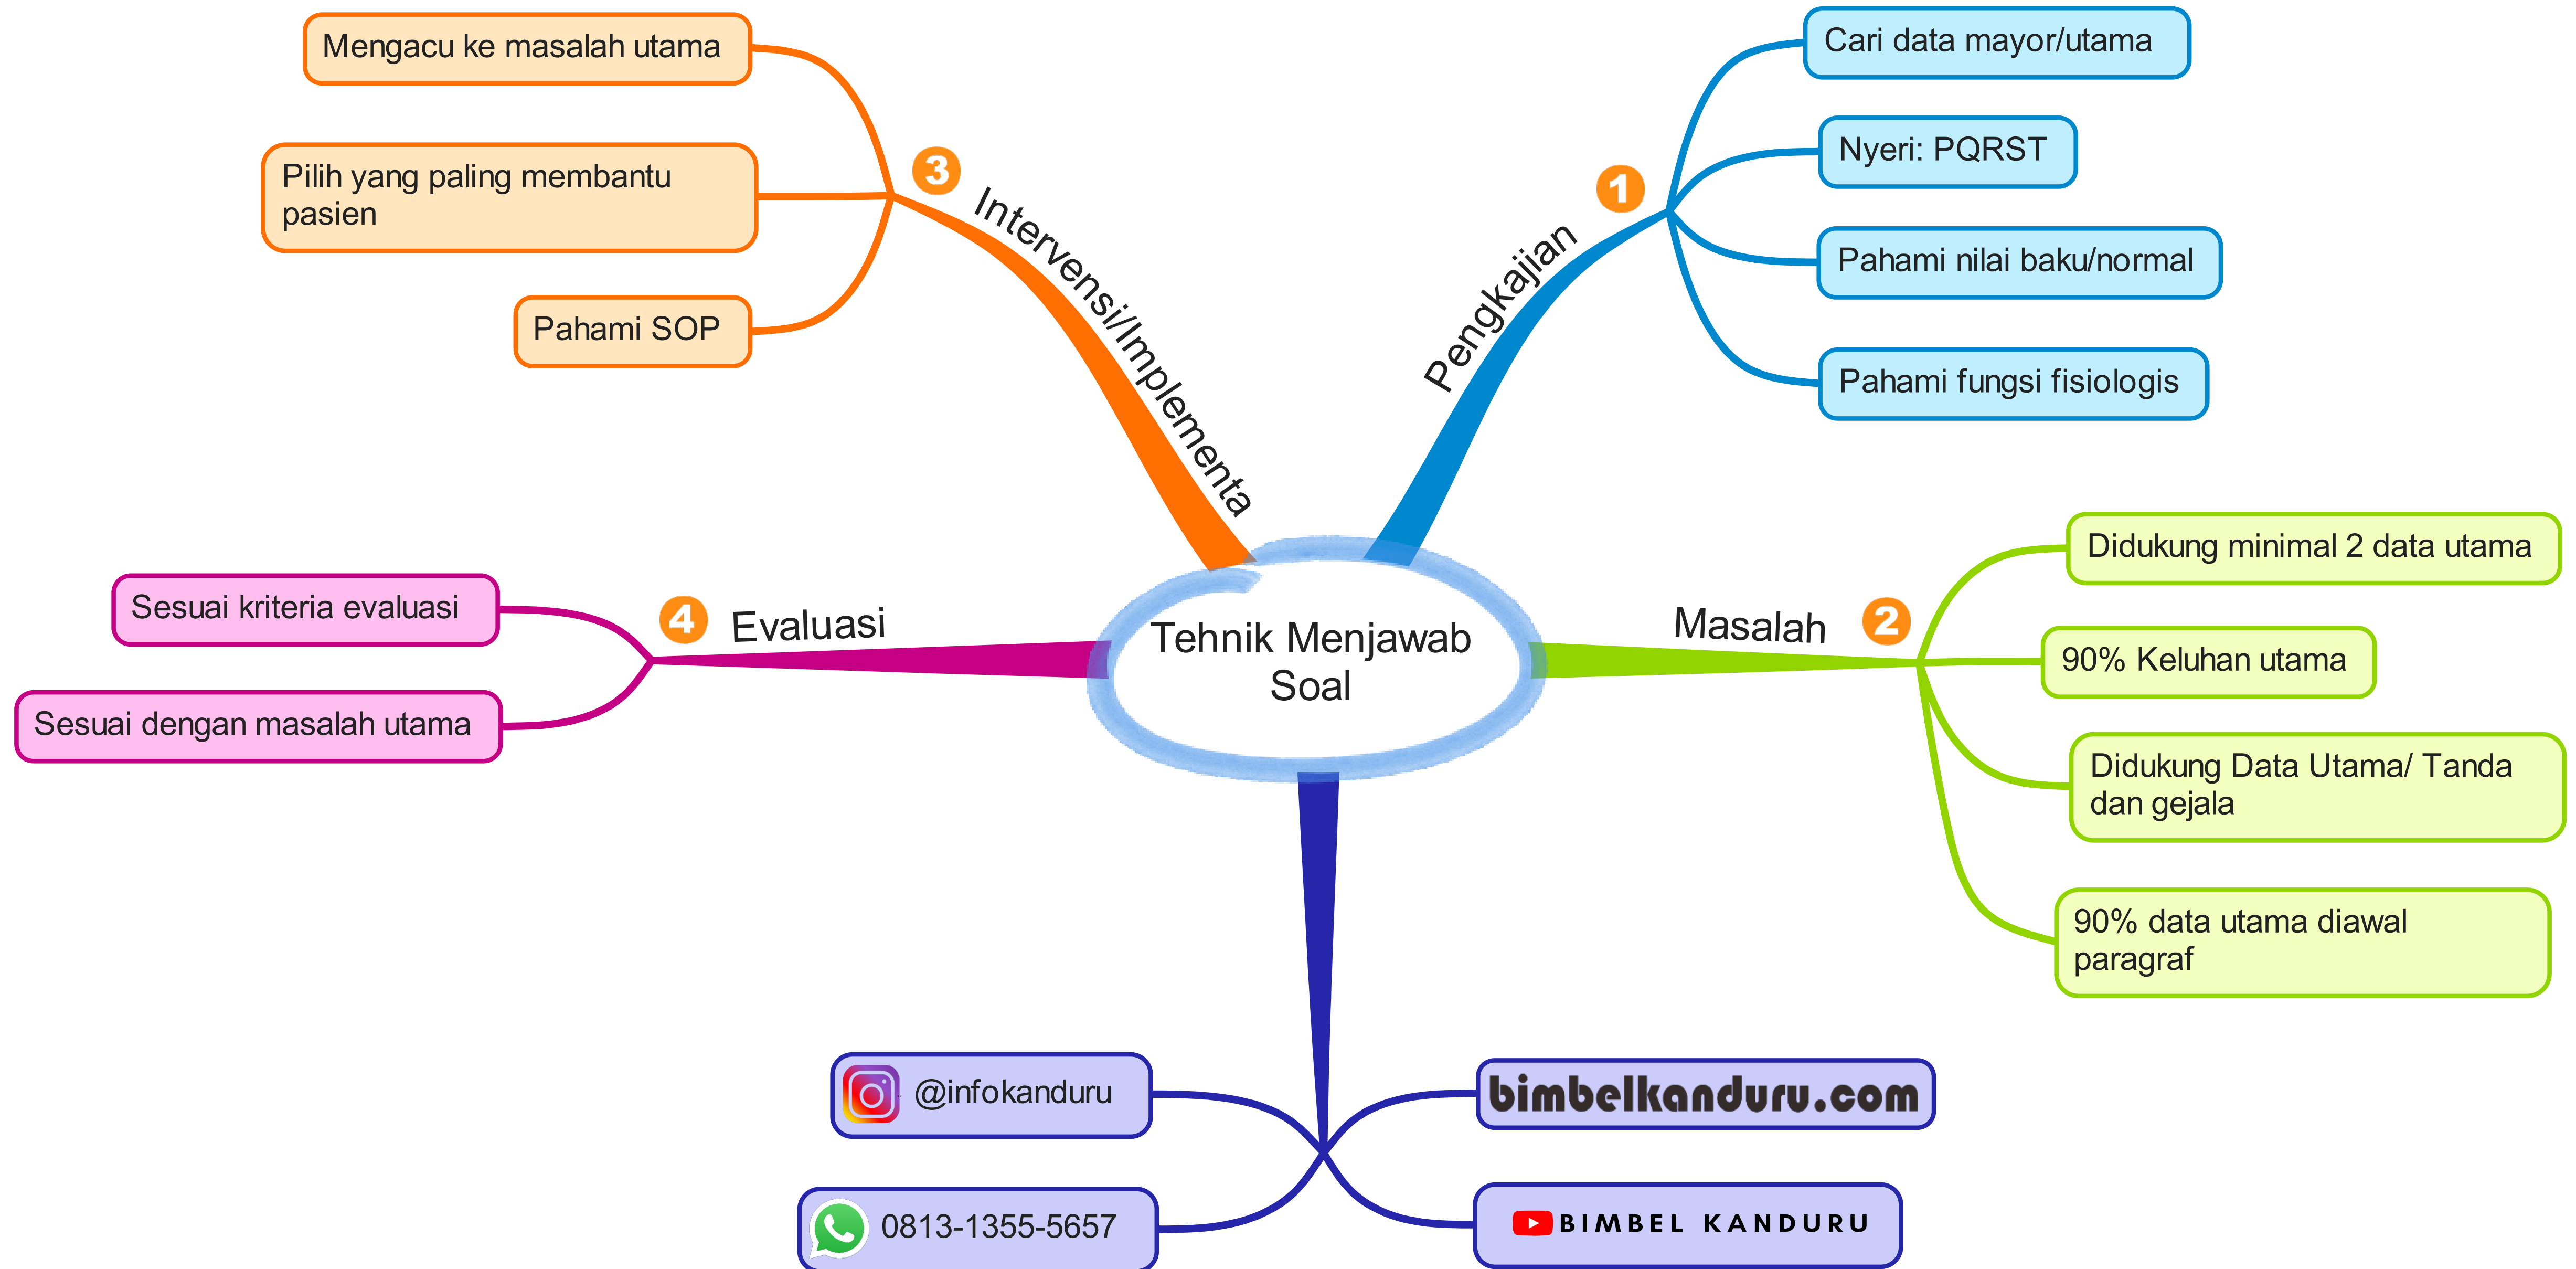 Tehnik Menjawab
Soal
1
Pengkajian
Cari data mayor/utama
Nyeri: PQRST
Pahami nilai baku/normal
Pahami fungsi fisiologis
Masalah
2
Didukung minimal 2 data utama
90% Keluhan utama
Didukung Data Utama/ Tanda
dan gejala
90% data utama diawal
paragraf
3
Intervensi/Implementa
Mengacu ke masalah utama
Pilih yang paling membantu
pasien
Pahami SOP
4
Evaluasi
Sesuai kriteria evaluasi
Sesuai dengan masalah utama
@infokanduru
0813-1355-5657
bimbelkanduru.com
BIMBEL KANDURU